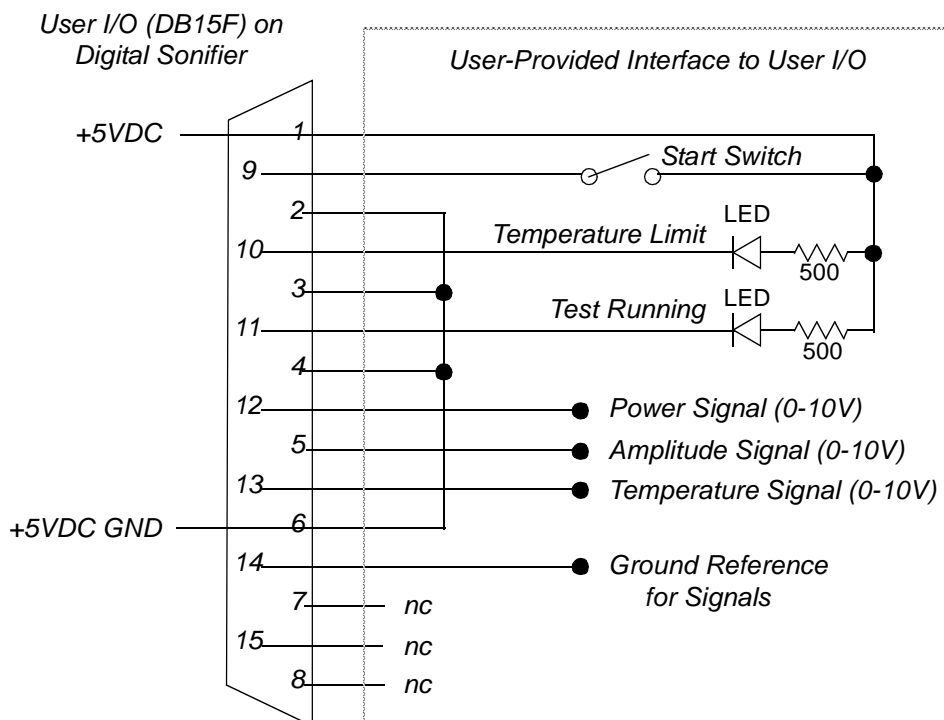 User I/O (DB15F) on
Digital Sonifier
User-Provided Interface to User I/O
+5VDC
1
9
Start Switch
2
LED
10
Temperature Limit
500
3
LED
11
Test Running
500
4
12
Power Signal (0-10V)
5
Amplitude Signal (0-10V)
13
Temperature Signal (0-10V)
+5VDC GND
6
14
Ground Reference
for Signals
7
nc
15
nc
8
nc